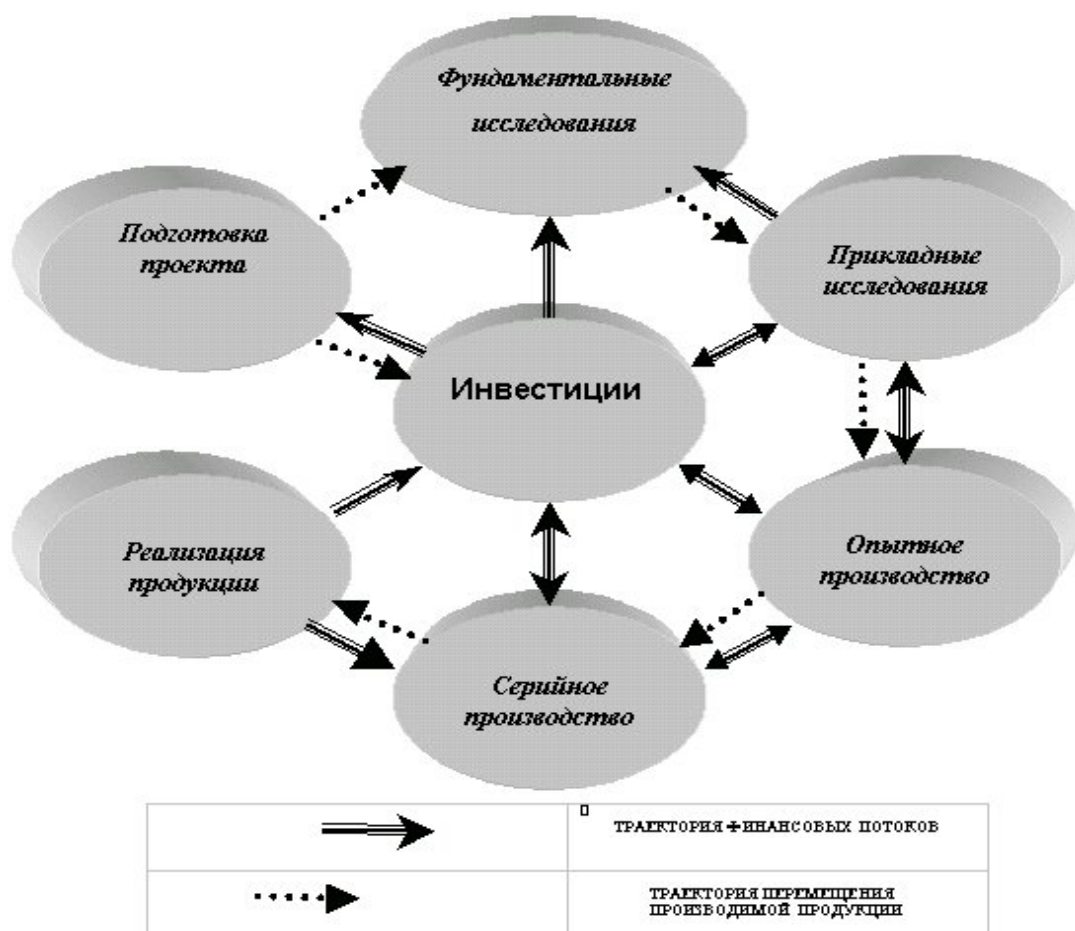 Фундаментальные
исследования
Подготовка
проекта
Прикладные
исследования
Инвестиции
Реализация
продукции
Опытное
производство
Серийное
производство
ТРАЕКТОРИЯ ФИНАНСОВЫХ ПОТОКОВ
ТРАЕКТОРИЯ ПЕРЕМЕЩЕНИЯ
ПРОИЗВОДИМОЙ ПРОДУКЦИИ